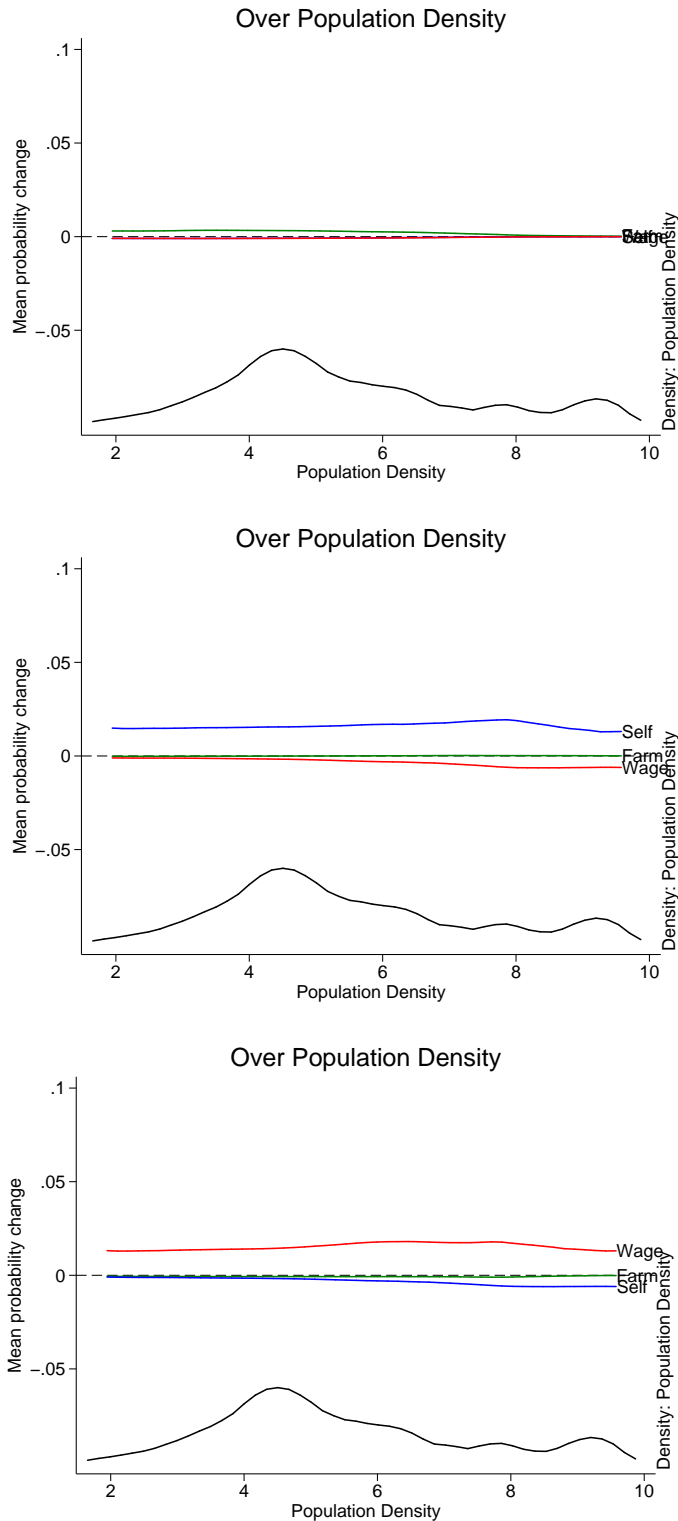 Over Population Density
.1
.05
0
−.05
Mean probability change
Wage
Density: Population Density
2
4
6
8
10
Population Density
Over Population Density
.1
.05
0
−.05
Mean probability change
Self
Farm
Wage
Density: Population Density
2
4
6
8
10
Population Density
Over Population Density
.1
.05
0
−.05
Mean probability change
Wage
Farm
Self
Density: Population Density
2
4
6
8
10
Population Density